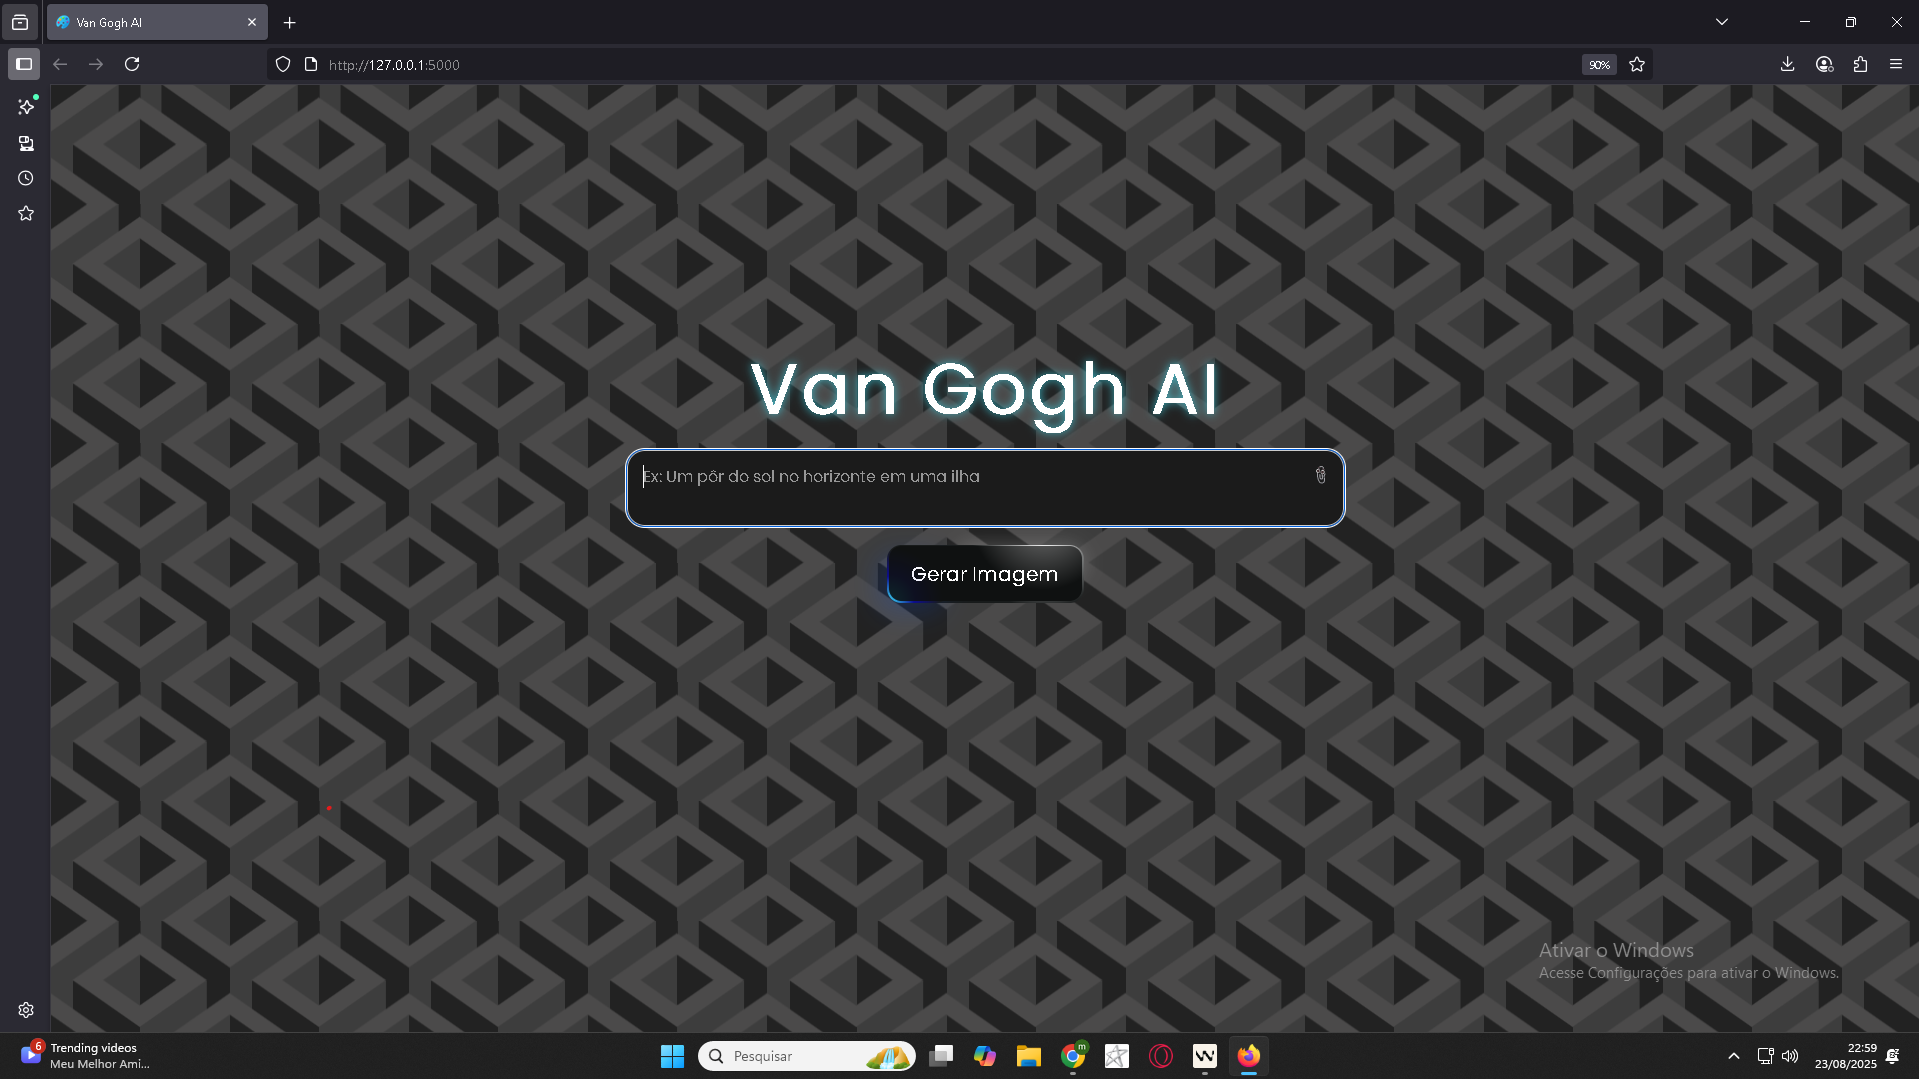 Van Gogh AI
http://127.0.0.1:5000
90%
Van Gogh AI
Ex: Um pôr do sol no horizonte em uma ilha
Gerar Imagem
Ativar o Windows
Acesse Configurações para ativar o Windows.
6
Trending videos
Meu Melhor Ami...
Pesquisar
m
22:59
23/08/2025